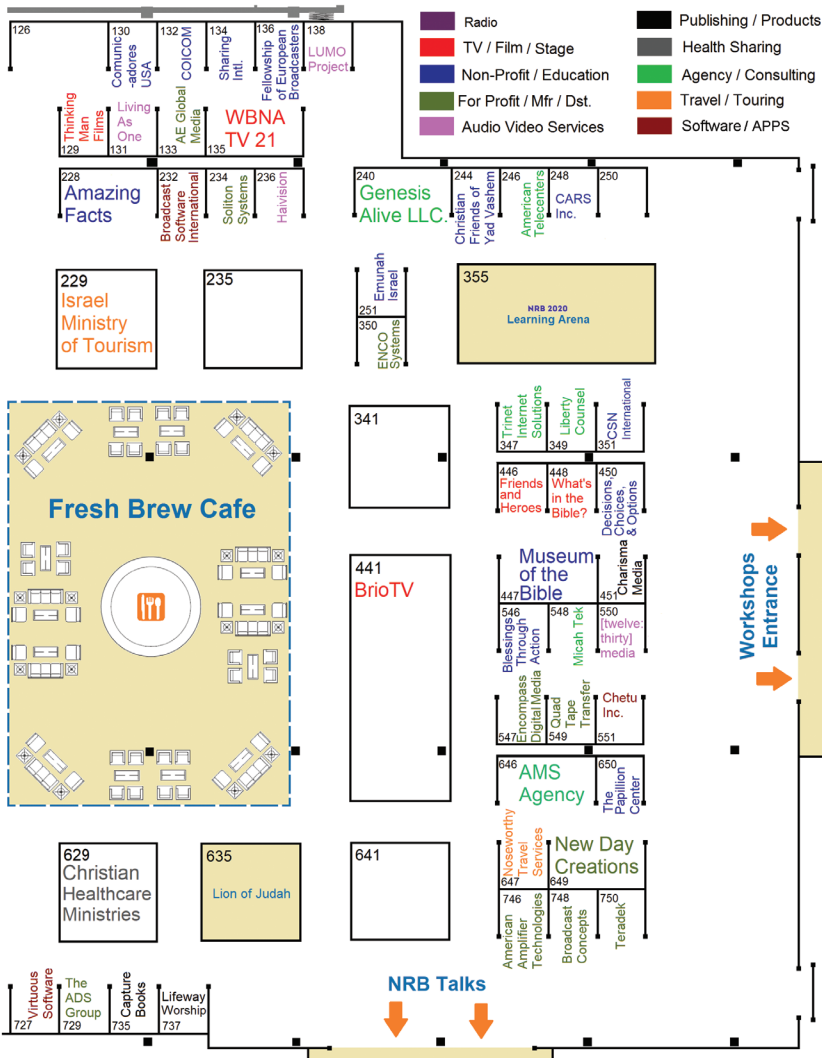 126
130
Comunic
-adores
USA
132
COICOM
134
Sharing
Intl.
136
Fellowship
of European
Broadcasters
138
LUMO
Project
Radio
TV / Film / Stage
Non-Profit / Education
For Profit / Mfr / Dst.
Audio Video Services
Publishing / Products
Health Sharing
Agency / Consulting
Travel / Touring
Software / APPS
Thinking
Man
Films
129
Living
As
One
131
AE Global
Media
133
WBNA
TV 21
135
228
Amazing
Facts
232
Broadcast
Software
International
234
Soliton
Systems
236
Haivision
240
Genesis
Alive LLC.
244
Christian
Friends of
Yad Vashem
246
American
Telecenters
248
CARS
Inc.
250
229
Israel
Ministry
of Tourism
235
Emunah
Israel
251
350
ENCO
Systems
355
NRB 2020
Learning Arena
341
Trinet
Internet
Solutions
347
Liberty
Counsel
349
CSN
International
351
446
Friends
and
Heroes
448
What's
in the
Bible?
450
Decisions,
Choices,
& Options
Fresh Brew Cafe
441
BrioTV
Museum
of the
Bible
447
Charisma
Media
451
546
Blessings
Through
Action
548
Micah Tek
550
[twelve:
thirty]
media
Workshops
Entrance
Encompass
Digital Media
547
Quad
Tape
Transfer
549
Chetu
Inc.
551
646
AMS
Agency
650
The
Papillion
Center
629
Christian
Healthcare
Ministries
635
Lion of Judah
641
Noseworthy
Travel
Services
647
New Day
Creations
649
746
American
Amplifier
Technologies
748
Broadcast
Concepts
750
Teradek
Virtuous
Software
727
The
ADS
Group
729
Capture
Books
735
Lifeway
Worship
737
NRB Talks